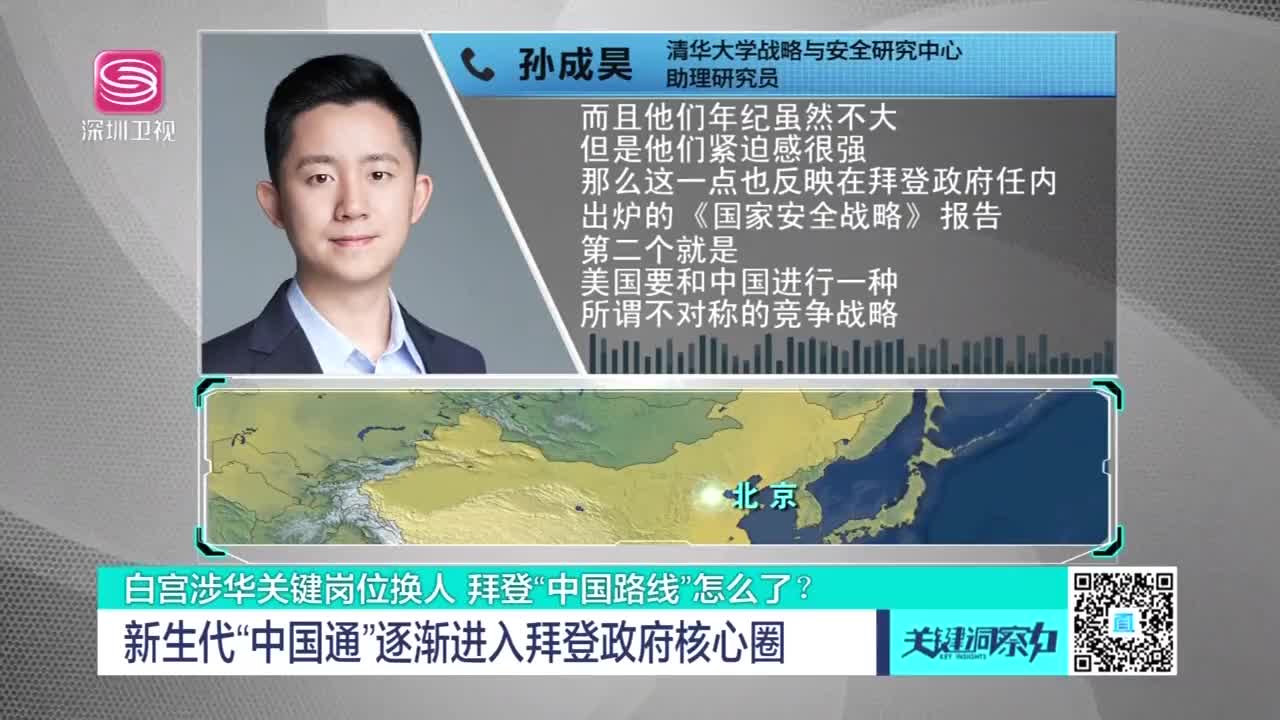 深圳卫视
孙成昊
清华大学战略与安全研究中心
助理研究员
而且他们年纪虽然不大
但是他们紧迫感很强
那么这一点也反映在拜登政府任内
出炉的《国家安全战略》报告
第二个就是
美国要和中国进行一种
所谓不对称的竞争战略
北京
白宫涉华关键岗位换人 拜登“中国路线”怎么了？
新生代“中国通”逐渐进入拜登政府核心圈
关键洞察力
KEY INSIGHTS
直